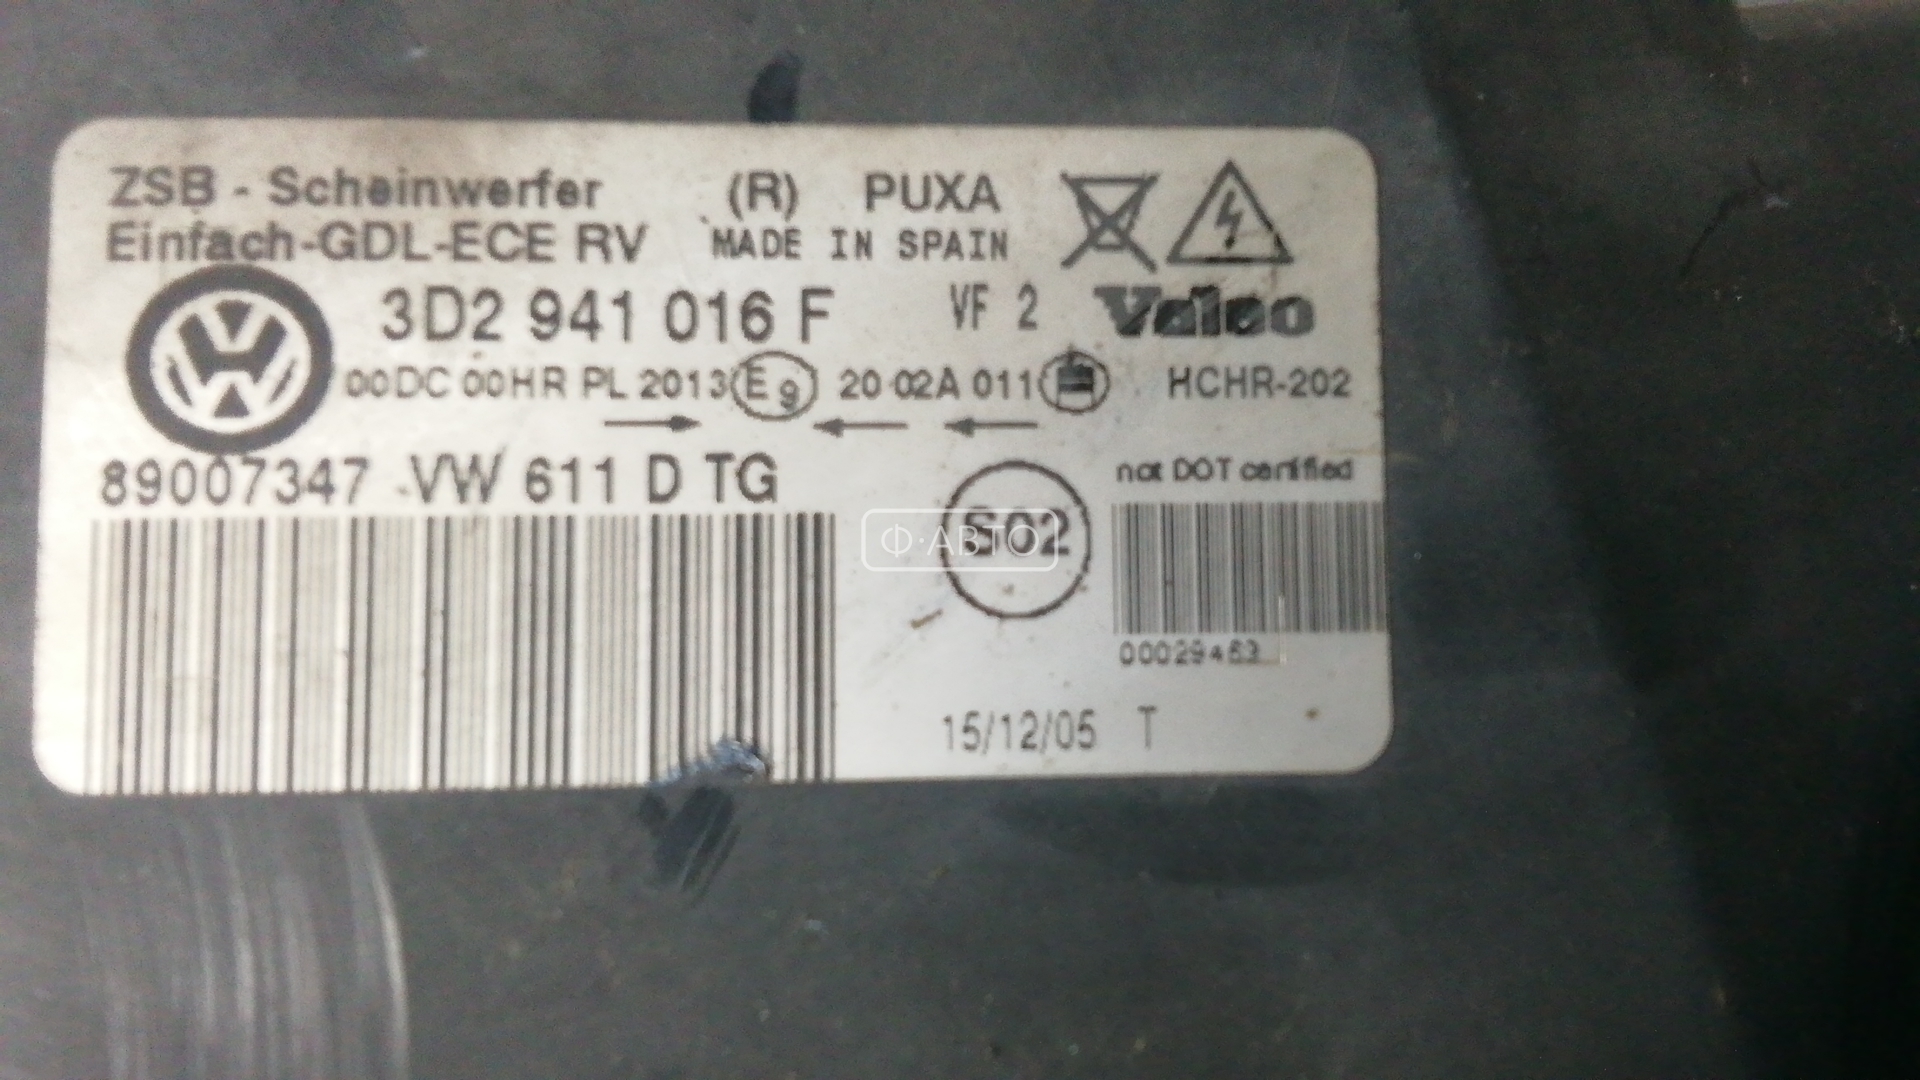 ZSB - Scheinwerfer (R) PUXA
Einfach-GDL-ECE RV MADE IN SPAIN
3D2 941 016 F VF 2 Valeo
00DC 00HR PL 2013 E9 20 02A 011 HCHR-202
89007347 VW 611 D TG
not DOT certified
S02
Ф·АВТО
00029463
15/12/05 T